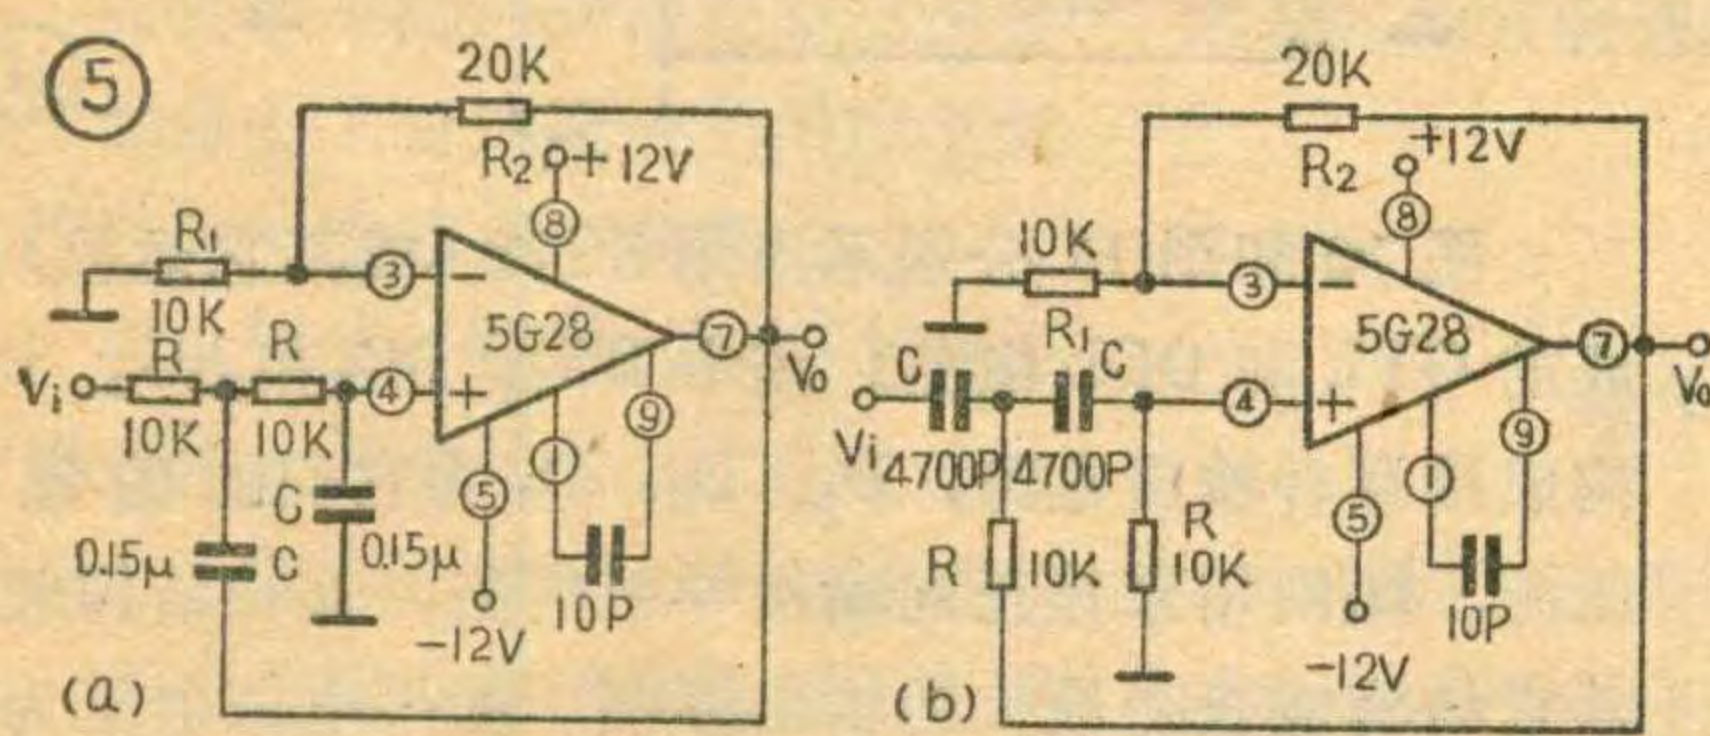 ⑤
20K
R2
+12V
⑧
R1
10K
③
−
5G28
⑦
Vo
Vi
R
R
10K
10K
④
+
⑤
①
⑨
C
0.15μ
0.15μ
C
10P
−12V
(a)
20K
R2
+12V
⑧
10K
R1
③
−
5G28
⑦
Vo
C
C
④
+
Vi
4700P
4700P
⑤
①
⑨
R
10K
R
10K
10P
−12V
(b)